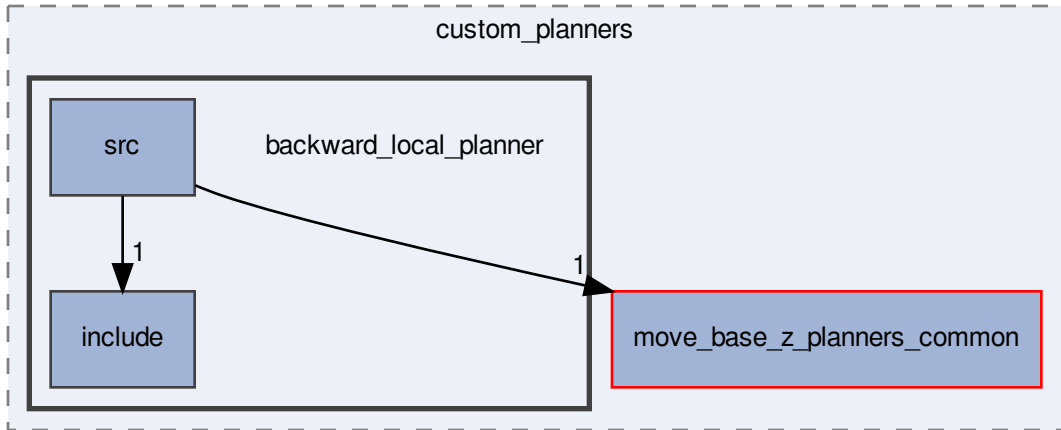 custom_planners
src
backward_local_planner
1
1
include
move_base_z_planners_common